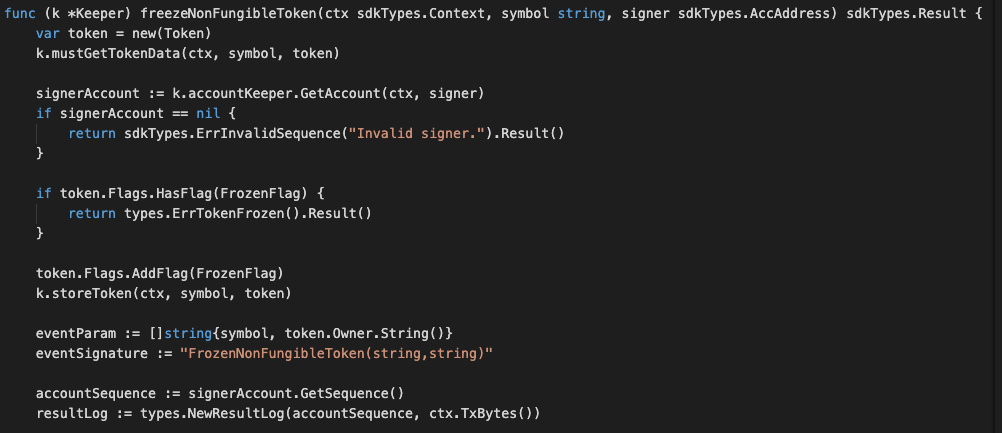 func (k *Keeper) freezeNonFungibleToken(ctx sdkTypes.Context, symbol string, signer sdkTypes.AccAddress) sdkTypes.Result {
    var token = new(Token)
    k.mustGetTokenData(ctx, symbol, token)

    signerAccount := k.accountKeeper.GetAccount(ctx, signer)
    if signerAccount == nil {
        return sdkTypes.ErrInvalidSequence("Invalid signer.").Result()
    }

    if token.Flags.HasFlag(FrozenFlag) {
        return types.ErrTokenFrozen().Result()
    }

    token.Flags.AddFlag(FrozenFlag)
    k.storeToken(ctx, symbol, token)

    eventParam := []string{symbol, token.Owner.String()}
    eventSignature := "FrozenNonFungibleToken(string,string)"

    accountSequence := signerAccount.GetSequence()
    resultLog := types.NewResultLog(accountSequence, ctx.TxBytes())